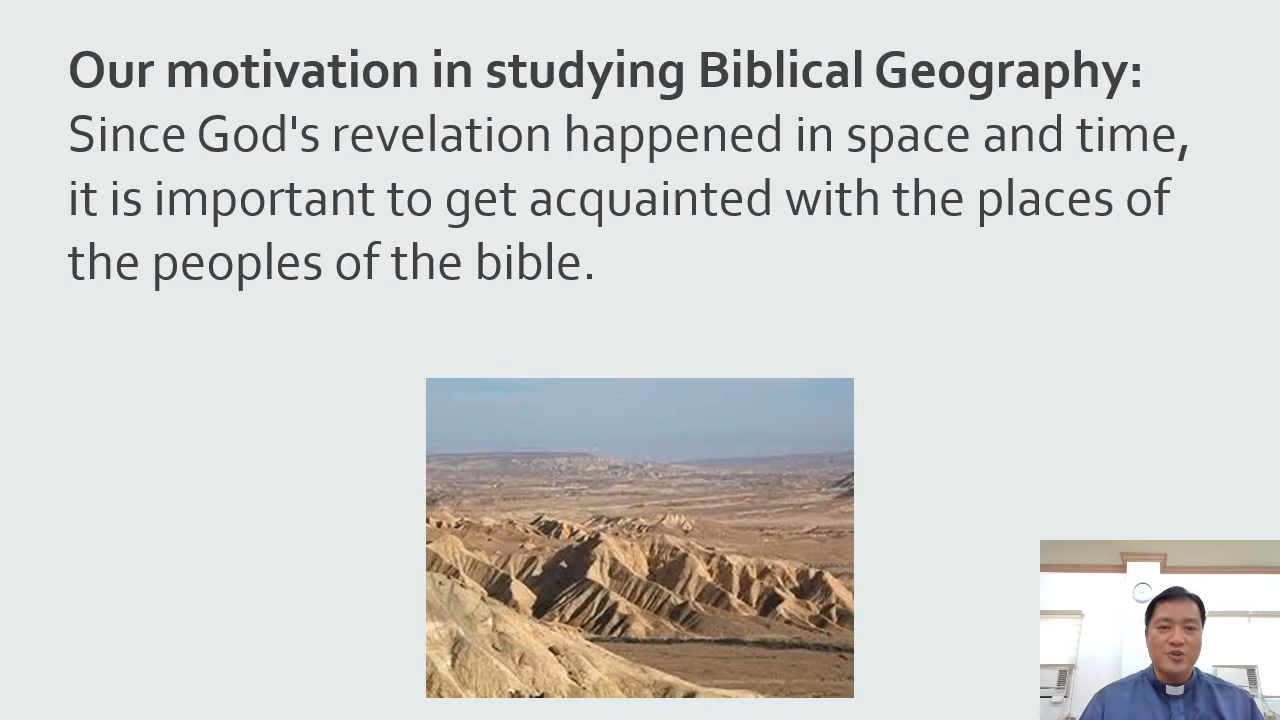 Our motivation in studying Biblical Geography:
Since God's revelation happened in space and time,
it is important to get acquainted with the places of
the peoples of the bible.